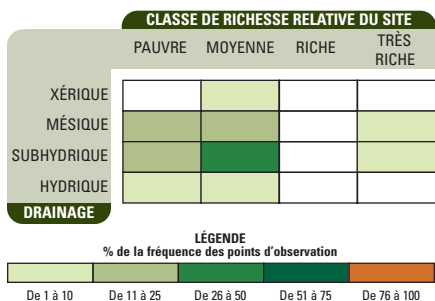 CLASSE DE RICHESSE RELATIVE DU SITE
PAUVRE MOYENNE RICHE TRÈS RICHE
XÉRIQUE
MÉSIQUE
SUBHYDRIQUE
HYDRIQUE
DRAINAGE
LÉGENDE
% de la fréquence des points d'observation
De 1 à 10 De 11 à 25 De 26 à 50 De 51 à 75 De 76 à 100